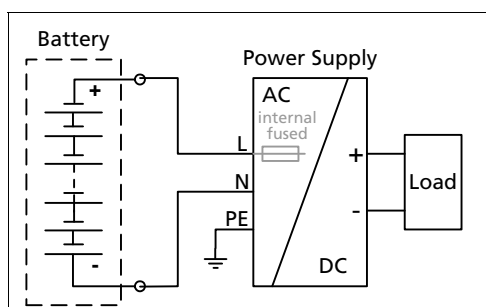 Battery
Power Supply
+
AC
internal
fused
L
N
PE
+
-
Load
-
DC